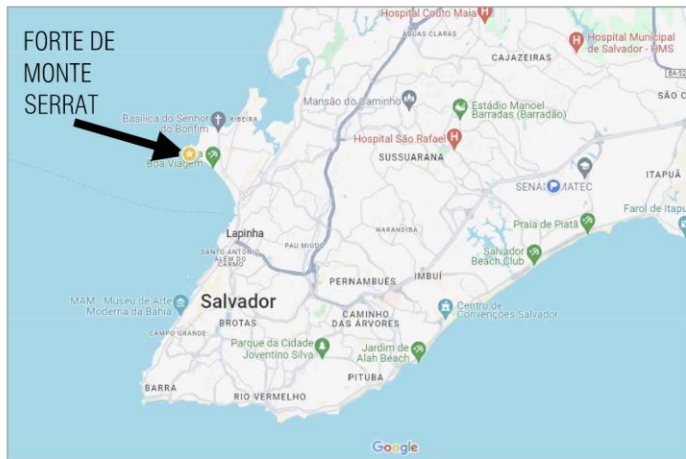 FORTE DE
MONTE
SERRAT
Hospital Couto Maia
ÁGUAS CLARAS
Hospital Municipal
de Salvador - HMS
CAJAZEIRAS
BA-52
SÃO C
Mansão do Caminho
Estádio Manoel
Barradas (Barradão)
Basílica do Senhor
do Bonfim
RIBEIRA
Hospital São Rafael
SUSSUARANA
Boa Viagem
ITAPUÃ
Farol de Itapu
Praia de Piatã
Lapinha
SANTO ANTÔNIO
ALÉM DO
CARMO
PAU MIÚDO
NARANDIBA
Salvador
Beach Club
IMBUÍ
PERNAMBUÉS
MAM - Museu de Arte
Moderna da Bahia
Salvador
Centro de
Convenções Salvador
CAMPO GRANDE
BROTAS
CAMINHO
DAS ÁRVORES
Parque da Cidade
Joventino Silva
Jardim de
Alah Beach
PITUBA
BARRA
RIO VERMELHO
Google